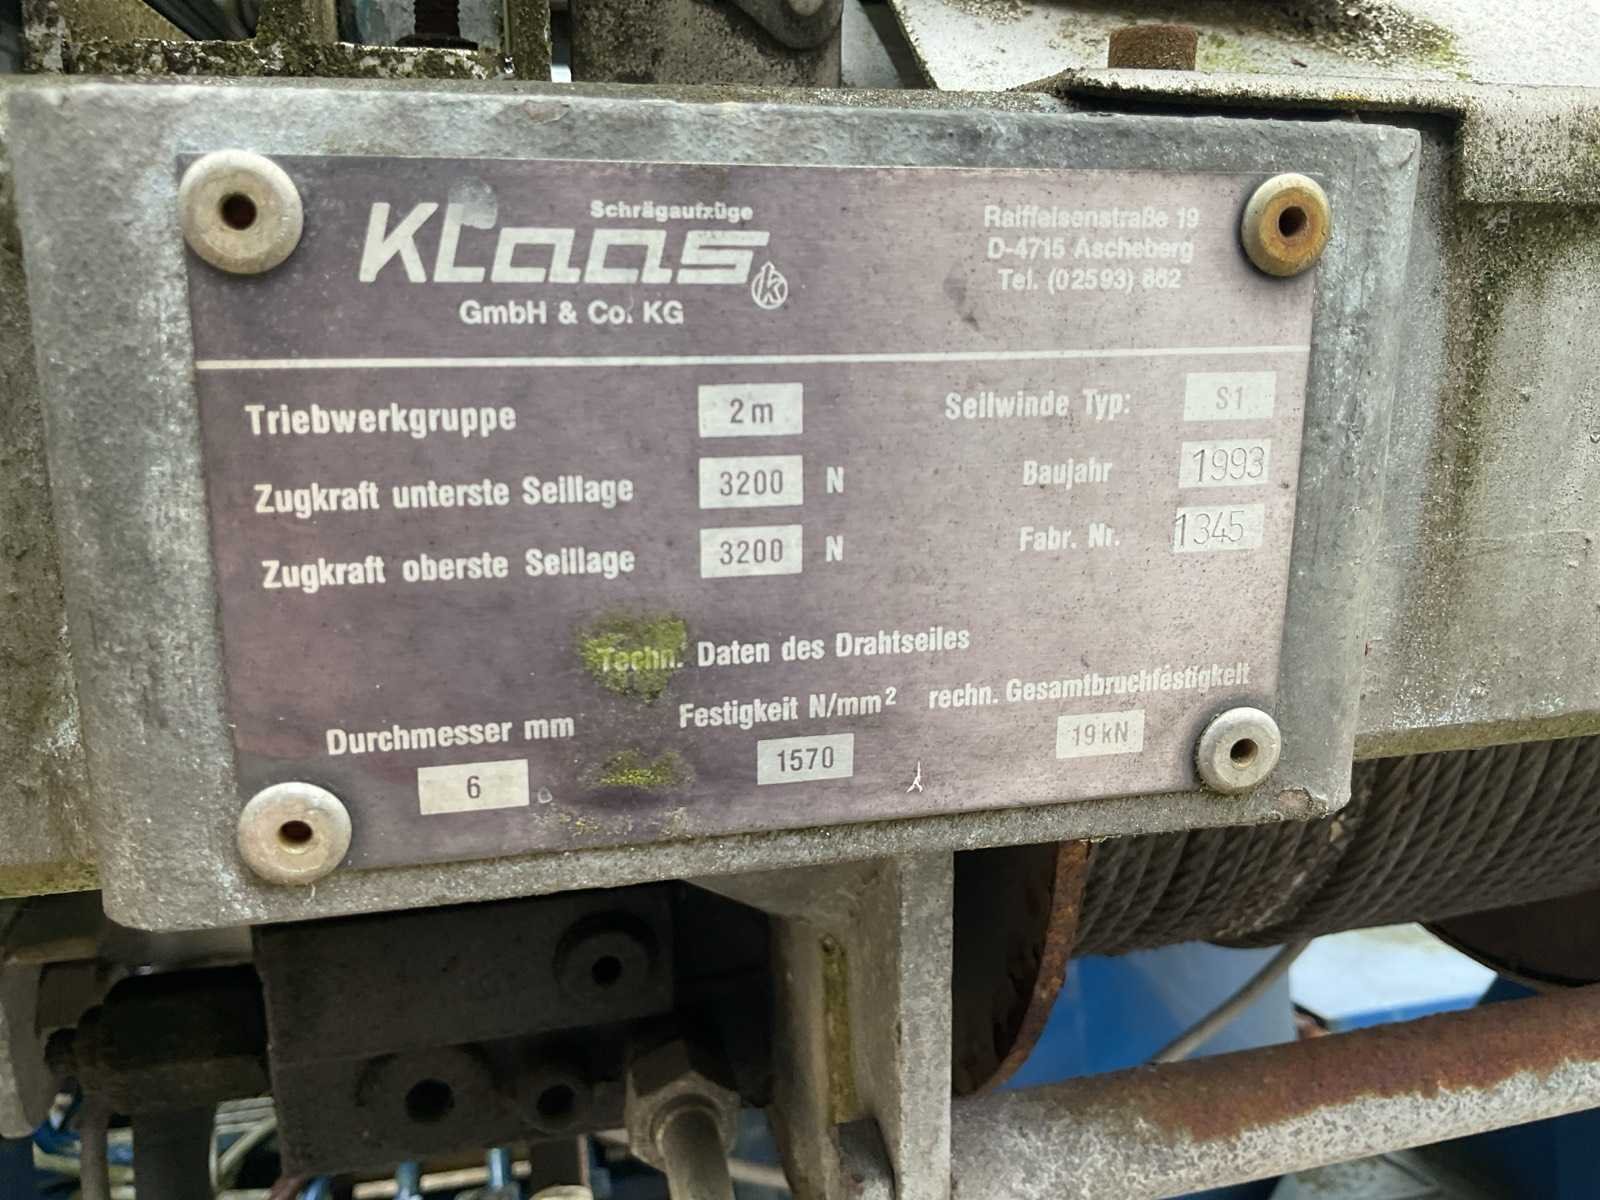 Schrägaufzüge
Klaas
k
GmbH & Co. KG
Raiffeisenstraße 19
D-4715 Ascheberg
Tel. (02593) 862
Triebwerkgruppe 2m
Zugkraft unterste Seillage 3200 N
Zugkraft oberste Seillage 3200 N
Seilwinde Typ: S1
Baujahr 1993
Fabr. Nr. 1345
Techn. Daten des Drahtseiles
Durchmesser mm Festigkeit N/mm² rechn. Gesamtbruchfestigkeit
6 1570 19 kN